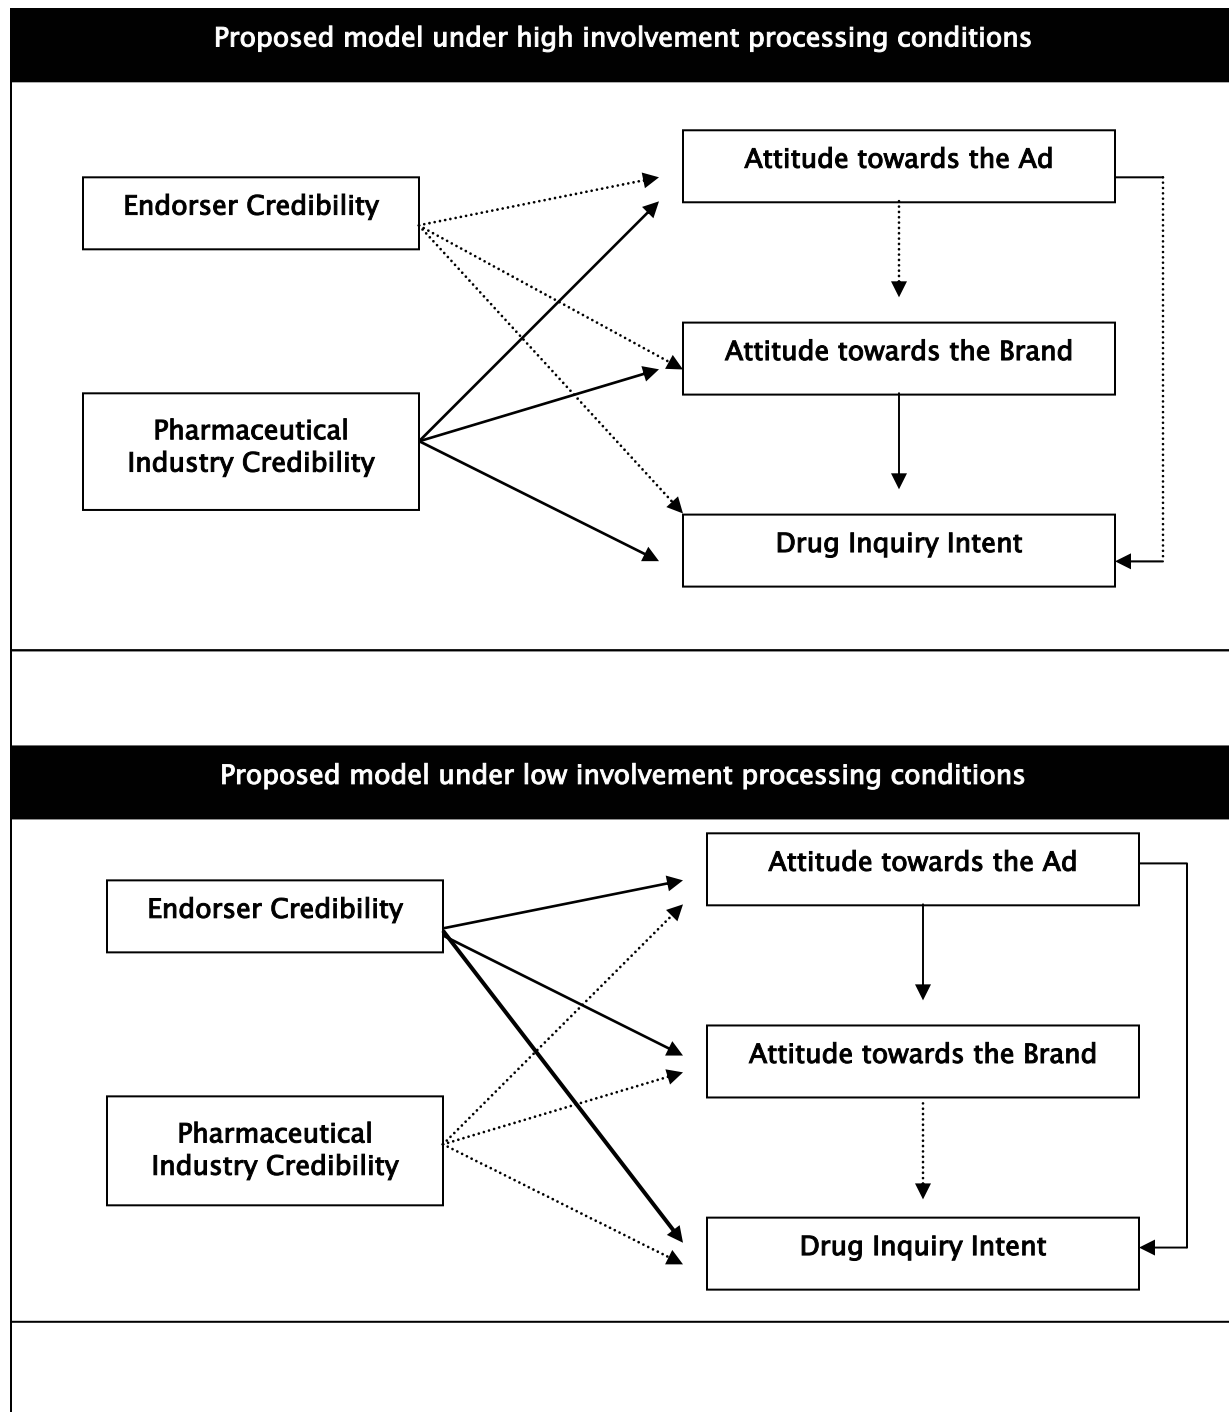 Proposed model under high involvement processing conditions
Attitude towards the Ad
Endorser Credibility
Attitude towards the Brand
Pharmaceutical
Industry Credibility
Drug Inquiry Intent
Proposed model under low involvement processing conditions
Attitude towards the Ad
Endorser Credibility
Attitude towards the Brand
Pharmaceutical
Industry Credibility
Drug Inquiry Intent